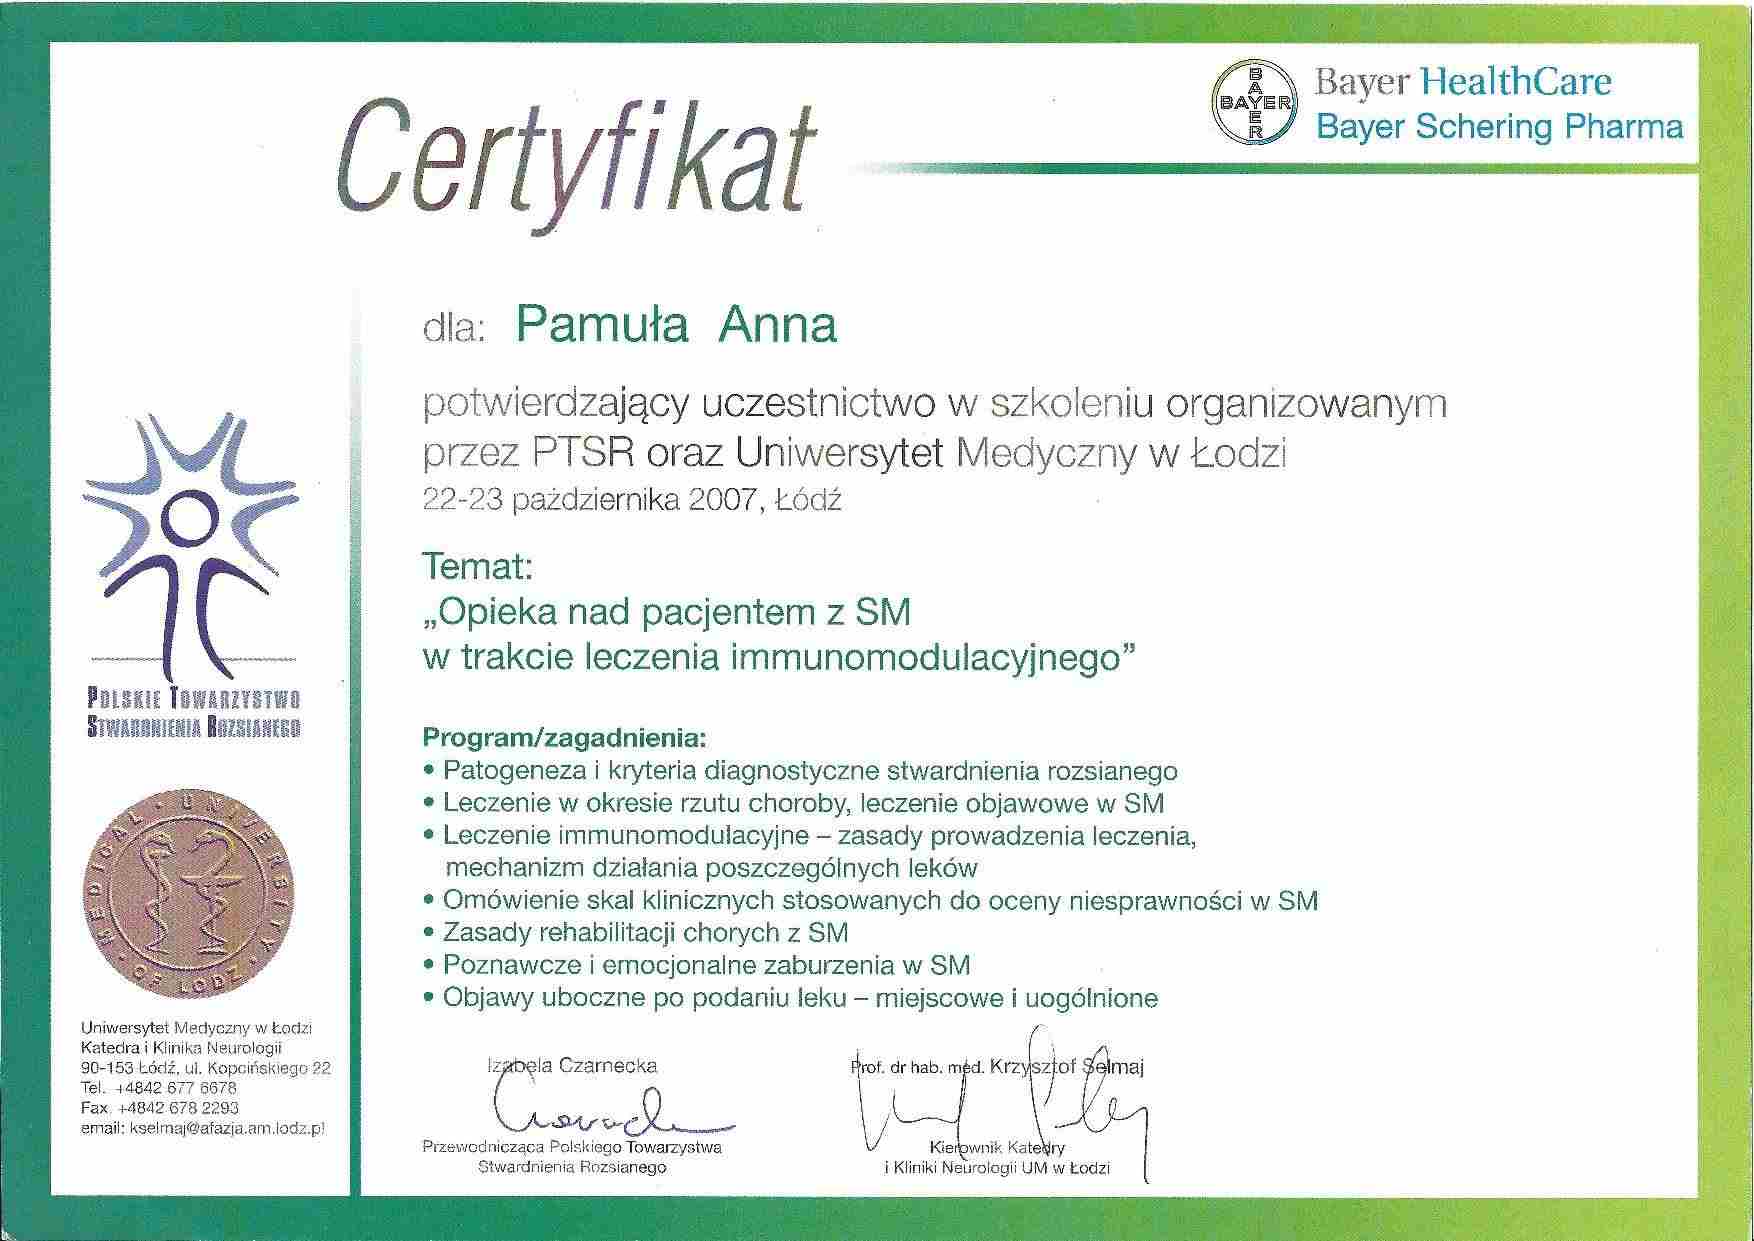 Certyfikat
BAYER
BAYER
Bayer HealthCare
Bayer Schering Pharma
dla: Pamuła Anna
potwierdzający uczestnictwo w szkoleniu organizowanym
przez PTSR oraz Uniwersytet Medyczny w Łodzi
22-23 października 2007, Łódź
Temat:
„Opieka nad pacjentem z SM
w trakcie leczenia immunomodulacyjnego”
Program/zagadnienia:
• Patogeneza i kryteria diagnostyczne stwardnienia rozsianego
• Leczenie w okresie rzutu choroby, leczenie objawowe w SM
• Leczenie immunomodulacyjne – zasady prowadzenia leczenia,
mechanizm działania poszczególnych leków
• Omówienie skal klinicznych stosowanych do oceny niesprawności w SM
• Zasady rehabilitacji chorych z SM
• Poznawcze i emocjonalne zaburzenia w SM
• Objawy uboczne po podaniu leku – miejscowe i uogólnione
Izabela Czarnecka
Przewodnicząca Polskiego Towarzystwa
Stwardnienia Rozsianego
Prof. dr hab. med. Krzysztof Selmaj
Kierownik Katedry
i Kliniki Neurologii UM w Łodzi
POLSKIE TOWARZYSTWO
STWARDNIENIA ROZSIANEGO
MEDICAL · UNIVERSITY · OF LODZ ·
Uniwersytet Medyczny w Łodzi
Katedra i Klinika Neurologii
90-153 Łódź, ul. Kopcińskiego 22
Tel. +4842 677 6678
Fax +4842 678 2293
email: kselmaj@afazja.am.lodz.pl